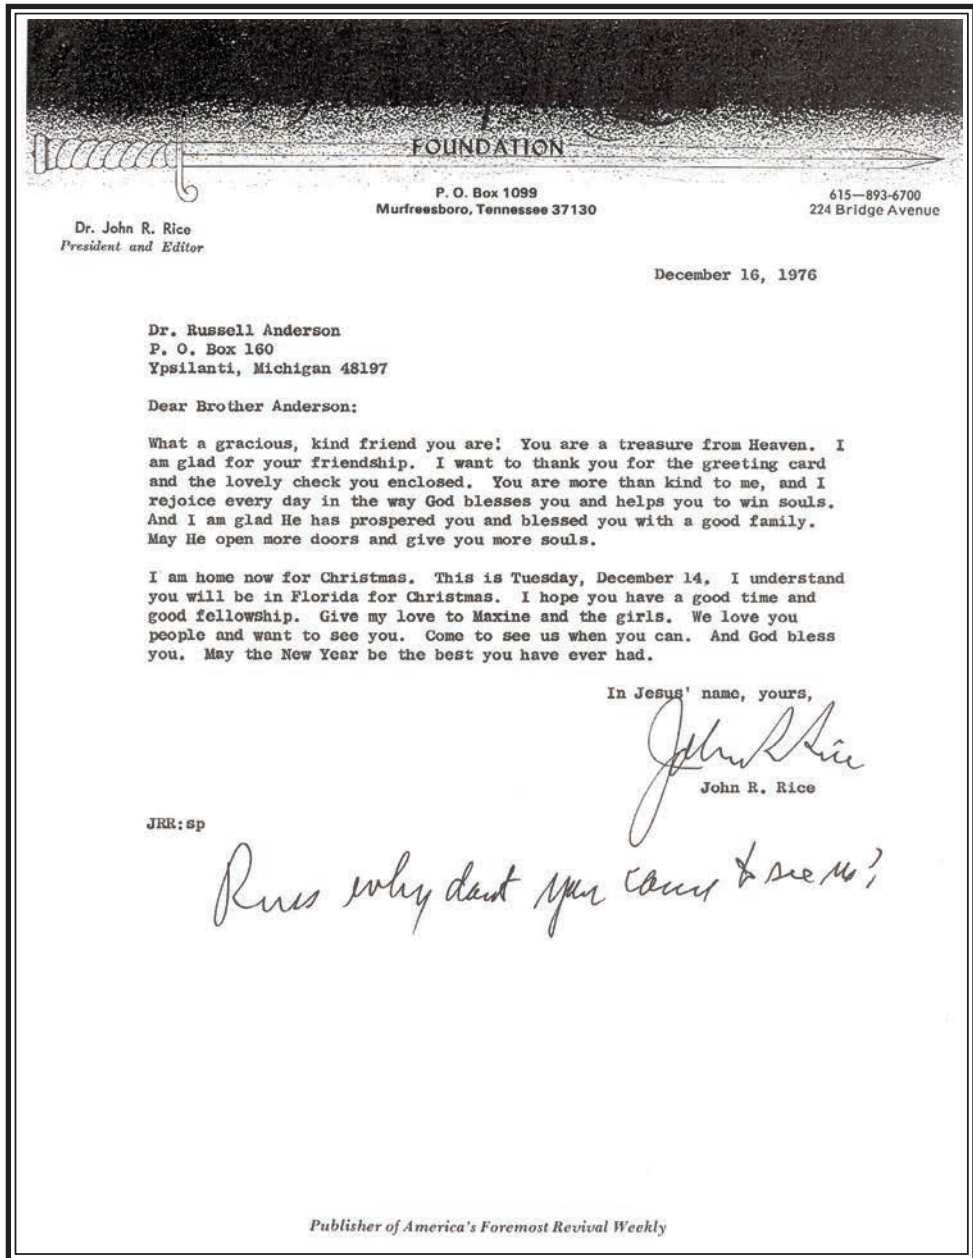 FOUNDATION
P. O. Box 1099
Murfreesboro, Tennessee 37130
615—893-6700
224 Bridge Avenue
Dr. John R. Rice
President and Editor
December 16, 1976
Dr. Russell Anderson
P. O. Box 160
Ypsilanti, Michigan 48197
Dear Brother Anderson:
What a gracious, kind friend you are! You are a treasure from Heaven. I
am glad for your friendship. I want to thank you for the greeting card
and the lovely check you enclosed. You are more than kind to me, and I
rejoice every day in the way God blesses you and helps you to win souls.
And I am glad He has prospered you and blessed you with a good family.
May He open more doors and give you more souls.
I am home now for Christmas. This is Tuesday, December 14. I understand
you will be in Florida for Christmas. I hope you have a good time and
good fellowship. Give my love to Maxine and the girls. We love you
people and want to see you. Come to see us when you can. And God bless
you. May the New Year be the best you have ever had.
In Jesus' name, yours,
John R Rice
John R. Rice
JRR:sp
Russ why dont you come to see us?
Publisher of America's Foremost Revival Weekly